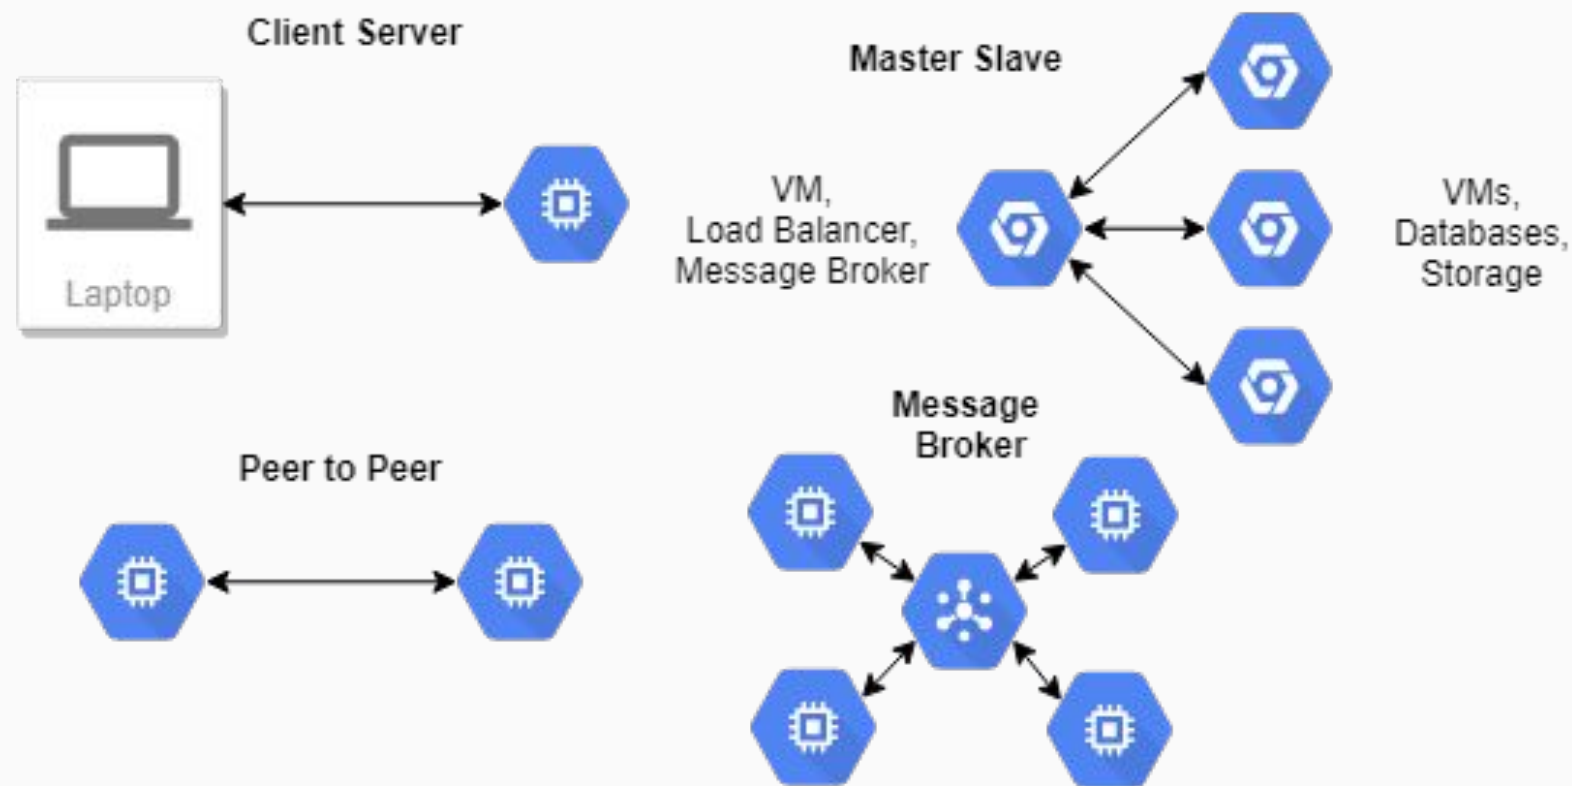 Client Server
Laptop
Master Slave
VM,
Load Balancer,
Message Broker
VMs,
Databases,
Storage
Peer to Peer
Message
Broker